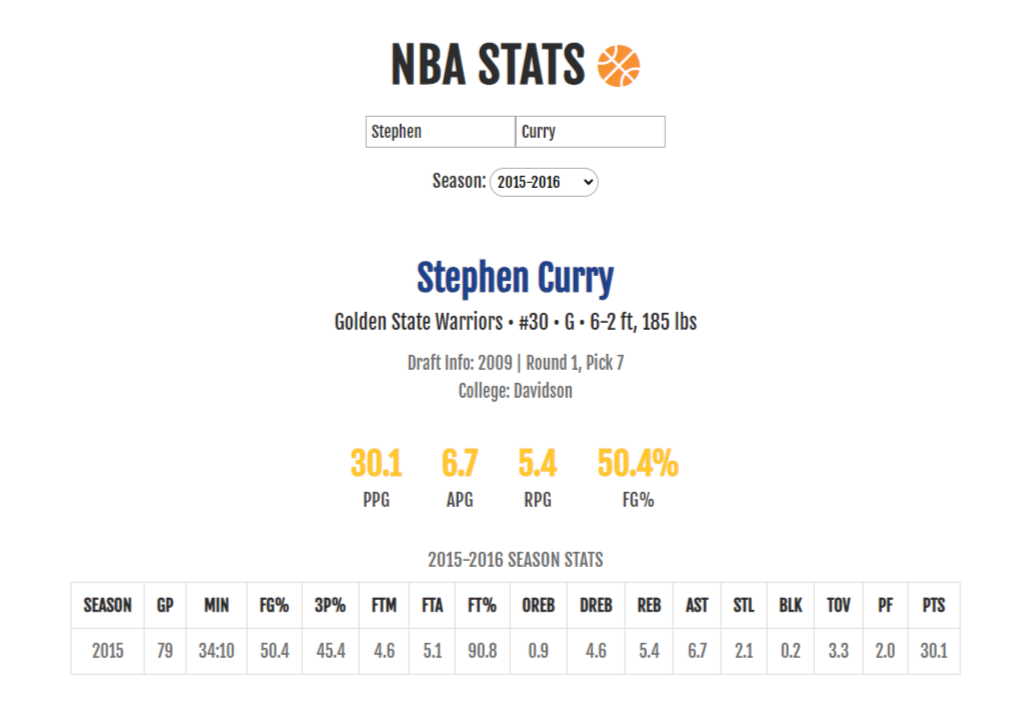 NBA STATS
Stephen Curry
Season: 2015-2016
Stephen Curry
Golden State Warriors • #30 • G • 6-2 ft, 185 lbs
Draft Info: 2009 | Round 1, Pick 7
College: Davidson
30.1 6.7 5.4 50.4%
PPG APG RPG FG%
2015-2016 SEASON STATS
SEASON GP MIN FG% 3P% FTM FTA FT% OREB DREB REB AST STL BLK TOV PF PTS
2015 79 34:10 50.4 45.4 4.6 5.1 90.8 0.9 4.6 5.4 6.7 2.1 0.2 3.3 2.0 30.1